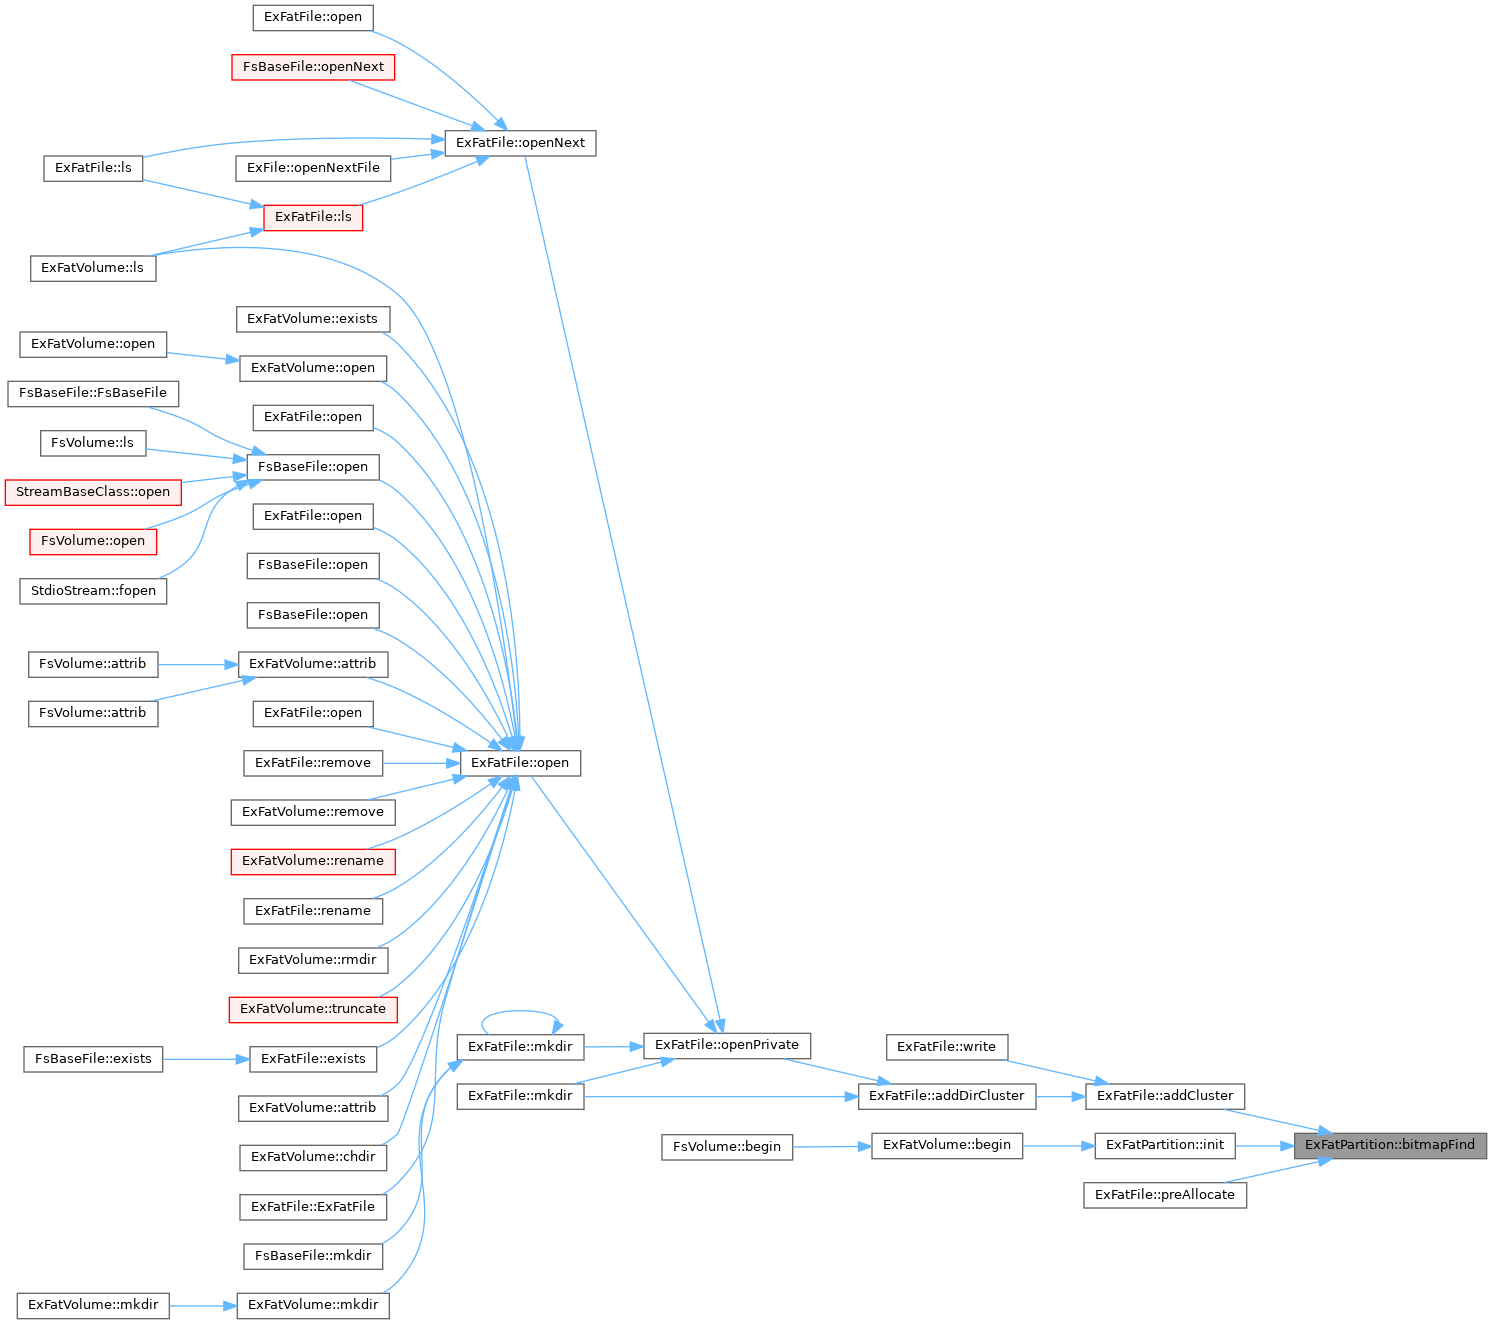 ExFatFile::open
FsBaseFile::openNext
ExFatFile::openNext
ExFatFile::ls
ExFile::openNextFile
ExFatFile::ls
ExFatVolume::ls
ExFatVolume::exists
ExFatVolume::open
ExFatVolume::open
FsBaseFile::FsBaseFile
ExFatFile::open
FsVolume::ls
FsBaseFile::open
StreamBaseClass::open
ExFatFile::open
FsVolume::open
FsBaseFile::open
StdioStream::fopen
FsBaseFile::open
FsVolume::attrib
ExFatVolume::attrib
FsVolume::attrib
ExFatFile::open
ExFatFile::remove
ExFatFile::open
ExFatVolume::remove
ExFatVolume::rename
ExFatFile::rename
ExFatVolume::rmdir
ExFatVolume::truncate
FsBaseFile::exists
ExFatFile::exists
ExFatFile::mkdir
ExFatFile::openPrivate
ExFatFile::write
ExFatVolume::attrib
ExFatFile::mkdir
ExFatFile::addDirCluster
ExFatFile::addCluster
ExFatVolume::chdir
FsVolume::begin
ExFatVolume::begin
ExFatPartition::init
ExFatPartition::bitmapFind
ExFatFile::ExFatFile
ExFatFile::preAllocate
FsBaseFile::mkdir
ExFatVolume::mkdir
ExFatVolume::mkdir